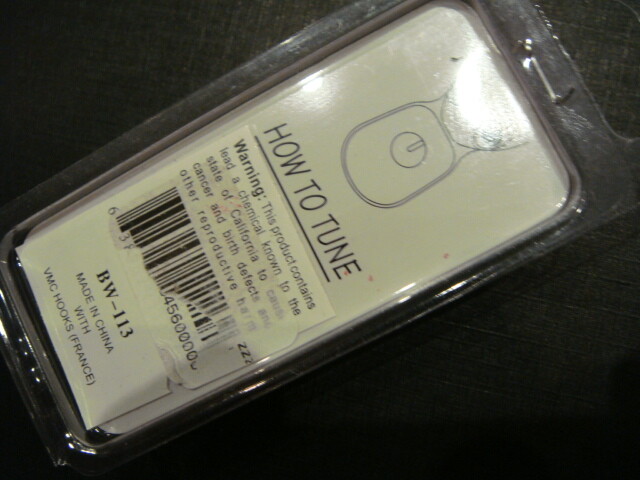 HOW TO TUNE
Warning: This product contains
lead a chemical known to the
state of California to cause
cancer and birth defects and
other reproductive harm
zzz
BW-113
MADE IN CHINA
WITH
VMC HOOKS (FRANCE)